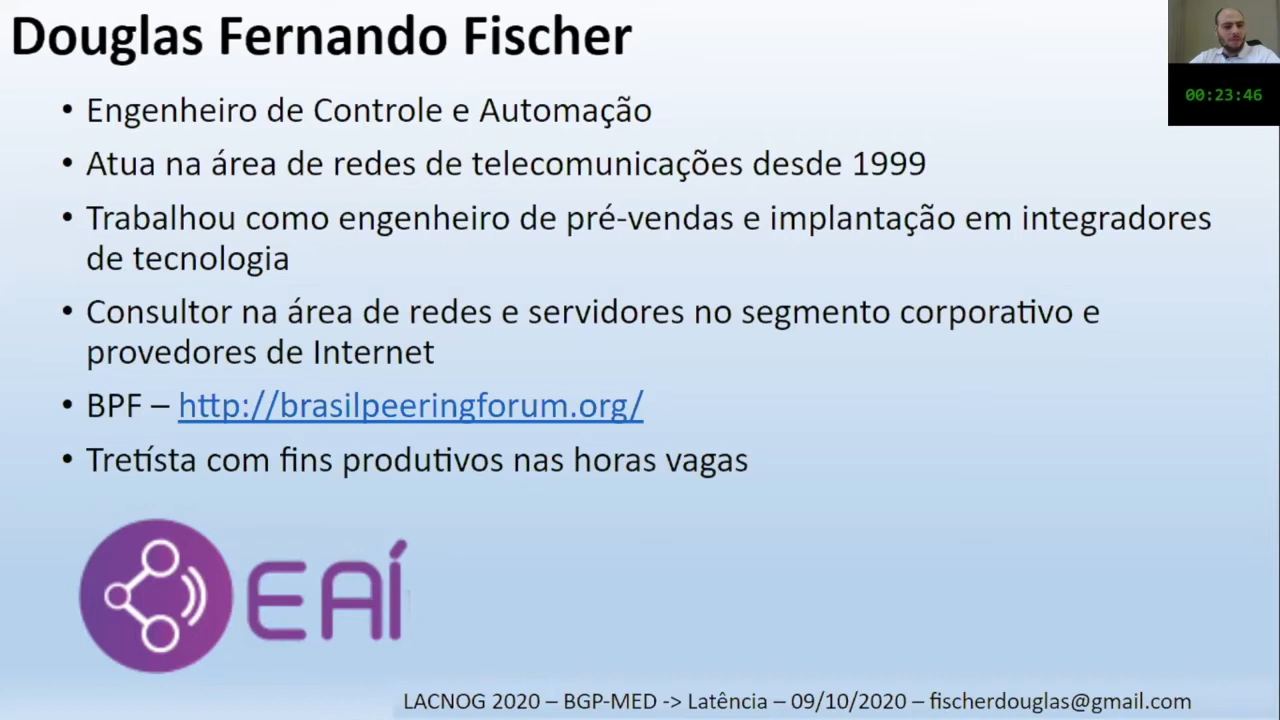 Douglas Fernando Fischer
00:23:46
• Engenheiro de Controle e Automação
• Atua na área de redes de telecomunicações desde 1999
• Trabalhou como engenheiro de pré-vendas e implantação em integradores
de tecnologia
• Consultor na área de redes e servidores no segmento corporativo e
provedores de Internet
• BPF – http://brasilpeeringforum.org/
• Tretísta com fins produtivos nas horas vagas
EAÍ
LACNOG 2020 – BGP-MED -> Latência – 09/10/2020 – fischerdouglas@gmail.com